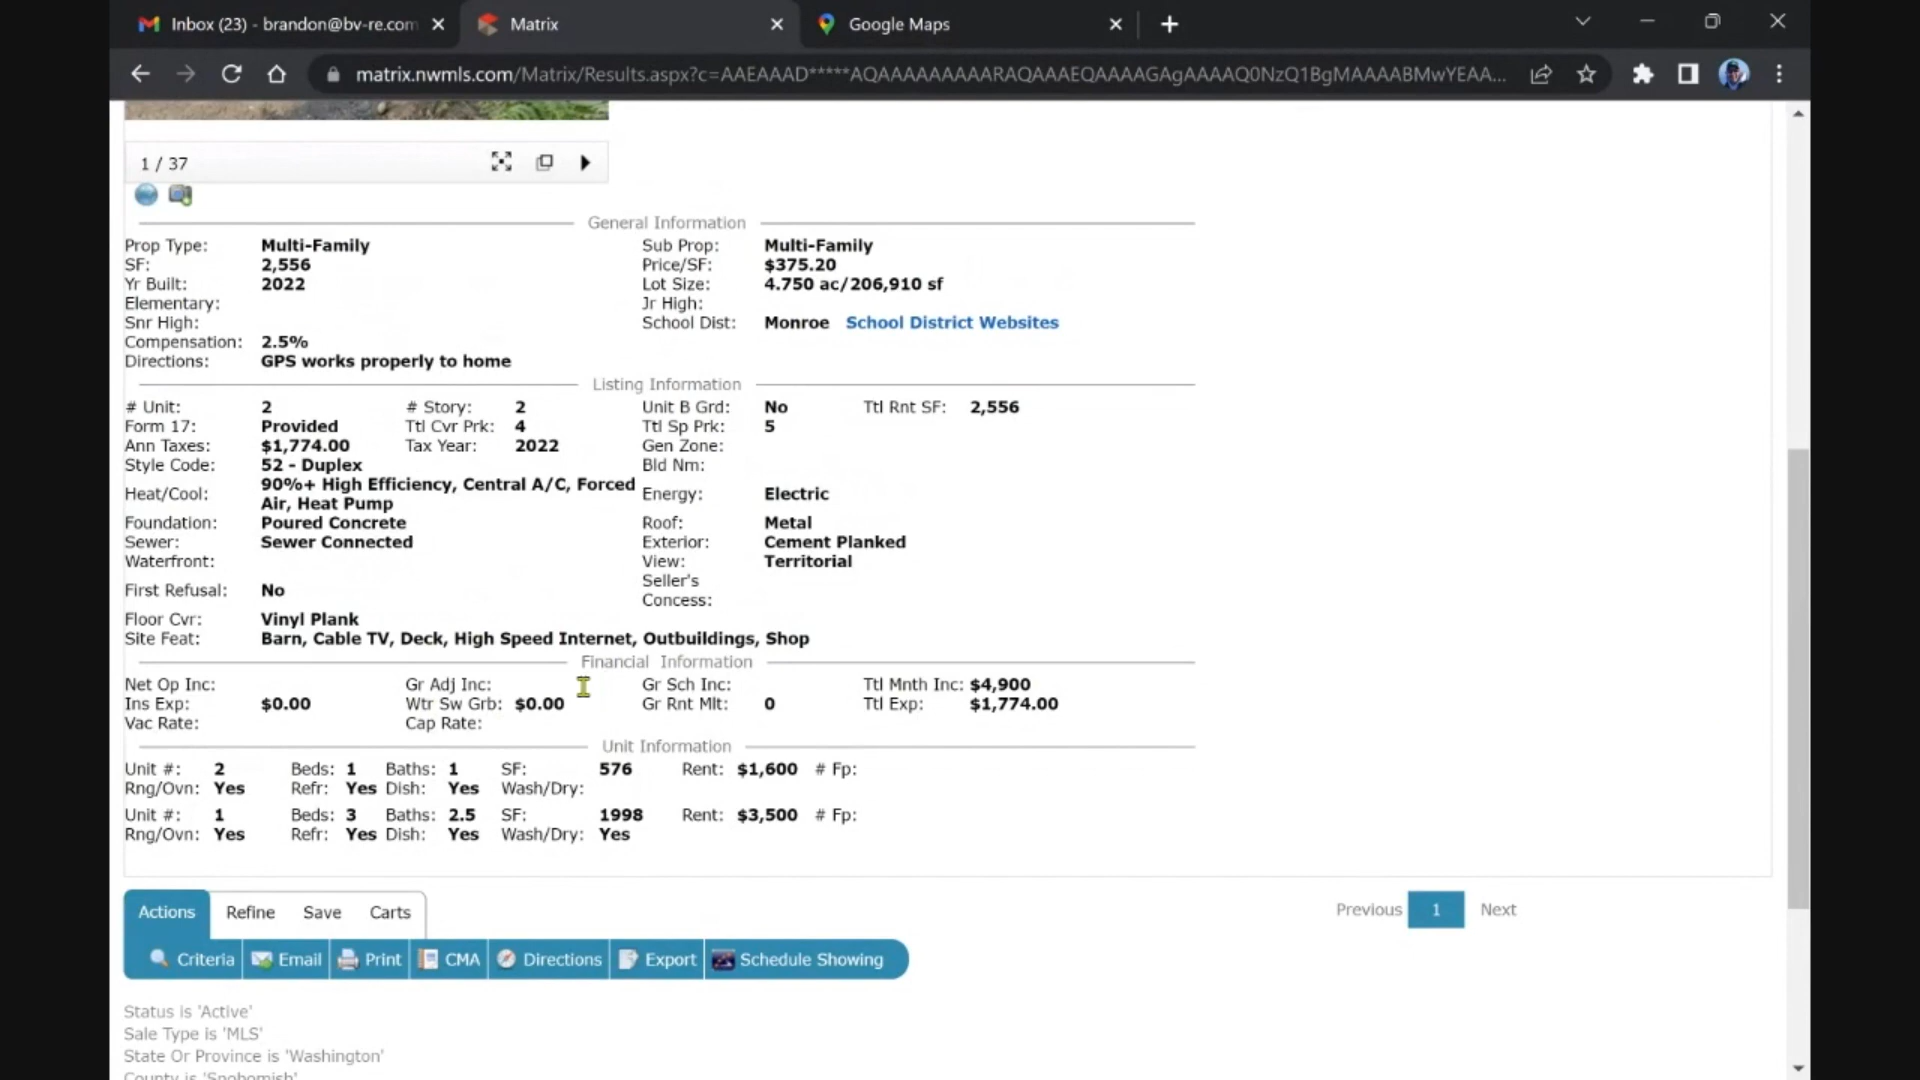 Inbox (23) - brandon@bv-re.com
Matrix
Google Maps
matrix.nwmls.com/Matrix/Results.aspx?c=AAEAAAD*****AQAAAAAAAAARAQAAAEQAAAAGAgAAAAQ0NzQ1BgMAAAABMwYEAA...
1 / 37
General Information
Prop Type: Multi-Family Sub Prop: Multi-Family
SF: 2,556 Price/SF: $375.20
Yr Built: 2022 Lot Size: 4.750 ac/206,910 sf
Elementary: Jr High:
Snr High: School Dist: Monroe School District Websites
Compensation: 2.5%
Directions: GPS works properly to home
Listing Information
# Unit: 2 # Story: 2 Unit B Grd: No Ttl Rnt SF: 2,556
Form 17: Provided Ttl Cvr Prk: 4 Ttl Sp Prk: 5
Ann Taxes: $1,774.00 Tax Year: 2022 Gen Zone:
Style Code: 52 - Duplex Bld Nm:
Heat/Cool: 90%+ High Efficiency, Central A/C, Forced Air, Heat Pump Energy: Electric
Foundation: Poured Concrete Roof: Metal
Sewer: Sewer Connected Exterior: Cement Planked
Waterfront: View: Territorial
First Refusal: No Seller's Concess:
Floor Cvr: Vinyl Plank
Site Feat: Barn, Cable TV, Deck, High Speed Internet, Outbuildings, Shop
Financial Information
Net Op Inc: Gr Adj Inc: Gr Sch Inc: Ttl Mnth Inc: $4,900
Ins Exp: $0.00 Wtr Sw Grb: $0.00 Gr Rnt Mlt: 0 Ttl Exp: $1,774.00
Vac Rate: Cap Rate:
Unit Information
Unit #: 2 Beds: 1 Baths: 1 SF: 576 Rent: $1,600 # Fp:
Rng/Ovn: Yes Refr: Yes Dish: Yes Wash/Dry:
Unit #: 1 Beds: 3 Baths: 2.5 SF: 1998 Rent: $3,500 # Fp:
Rng/Ovn: Yes Refr: Yes Dish: Yes Wash/Dry: Yes
Actions Refine Save Carts
Previous 1 Next
Criteria Email Print CMA Directions Export Schedule Showing
Status is 'Active'
Sale Type is 'MLS'
State Or Province is 'Washington'
County is 'Snohomish'